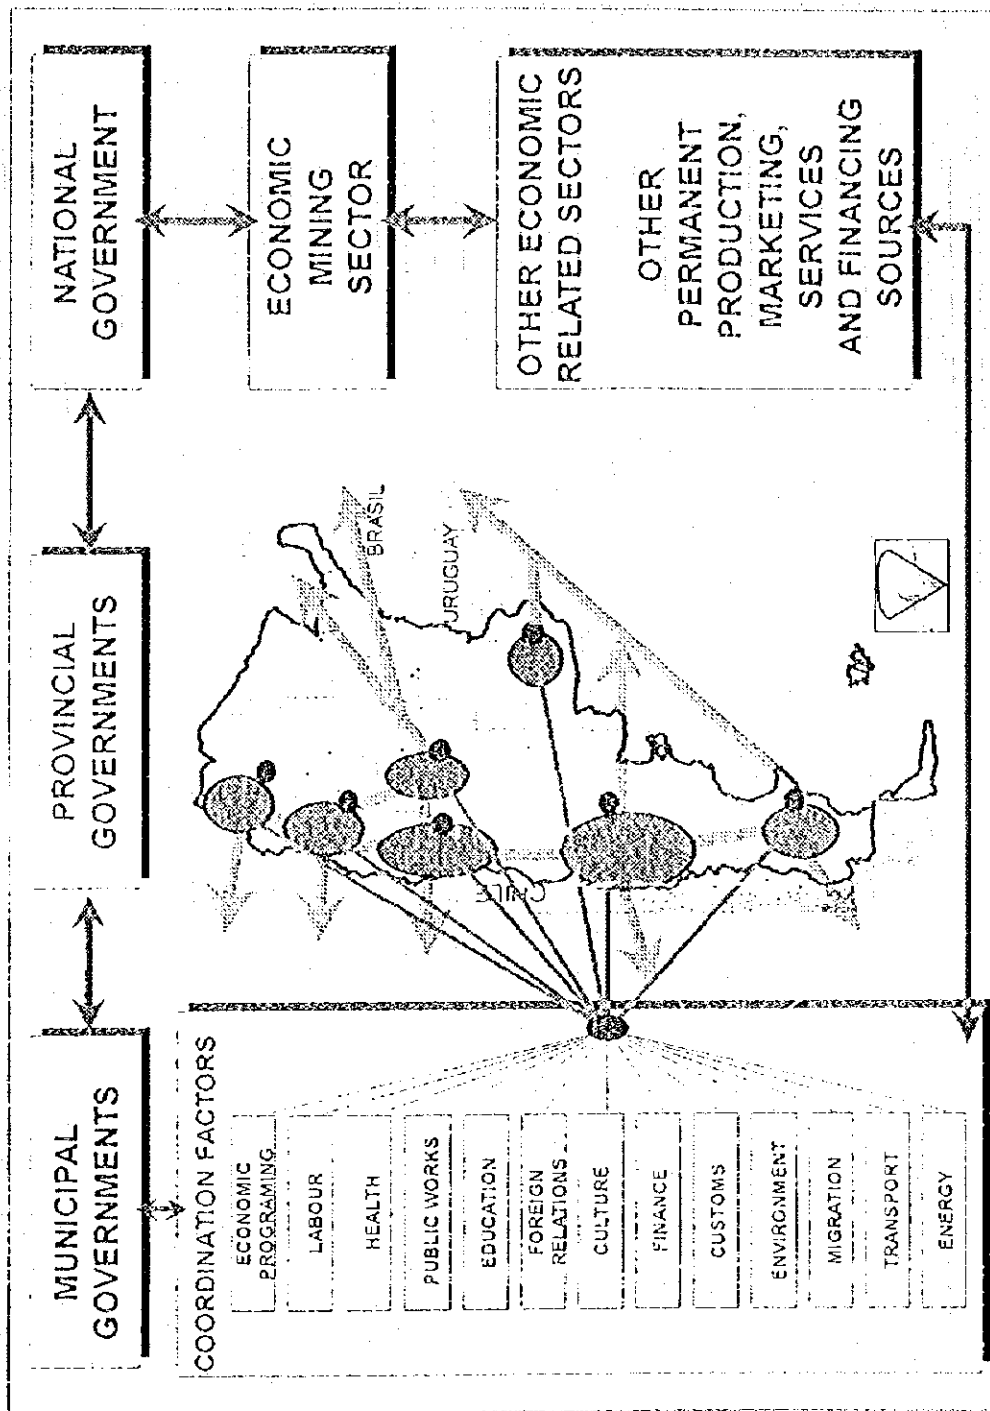 MUNICIPAL
GOVERNMENTS
PROVINCIAL
GOVERNMENTS
NATIONAL
GOVERNMENT
COORDINATION FACTORS
ECONOMIC
PROGRAMING
LABOUR
HEALTH
PUBLIC WORKS
EDUCATION
FOREIGN
RELATIONS
CULTURE
FINANCE
CUSTOMS
ENVIRONMENT
MIGRATION
TRANSPORT
ENERGY
CHILE
BRASIL
URUGUAY
ECONOMIC
MINING
SECTOR
OTHER ECONOMIC
RELATED SECTORS
OTHER
PERMANENT
PRODUCTION,
MARKETING,
SERVICES
AND FINANCING
SOURCES